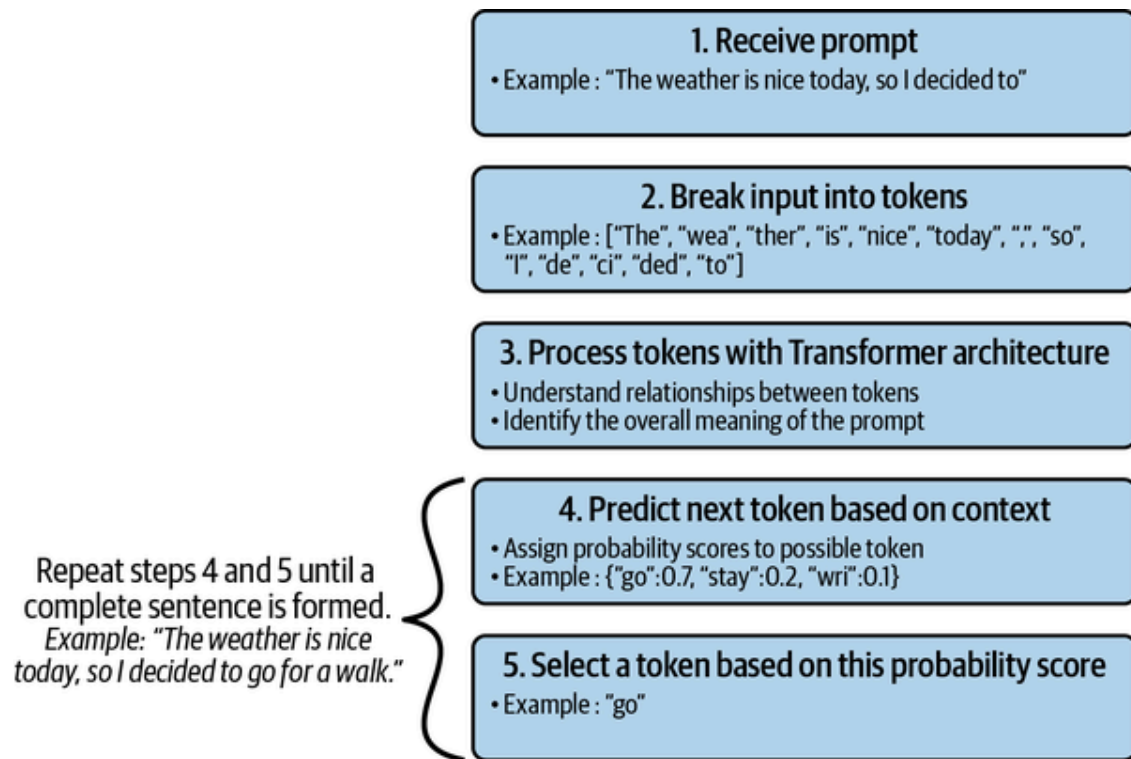 1. Receive prompt
• Example : “The weather is nice today, so I decided to”
2. Break input into tokens
• Example : [“The”, “wea”, “ther”, “is”, “nice”, “today”, “,”, “so”,
“I”, “de”, “ci”, “ded”, “to”]
3. Process tokens with Transformer architecture
• Understand relationships between tokens
• Identify the overall meaning of the prompt
4. Predict next token based on context
• Assign probability scores to possible token
• Example : {“go”:0.7, “stay”:0.2, “wri”:0.1}
Repeat steps 4 and 5 until a
complete sentence is formed.
Example: “The weather is nice
today, so I decided to go for a walk.”
5. Select a token based on this probability score
• Example : “go”